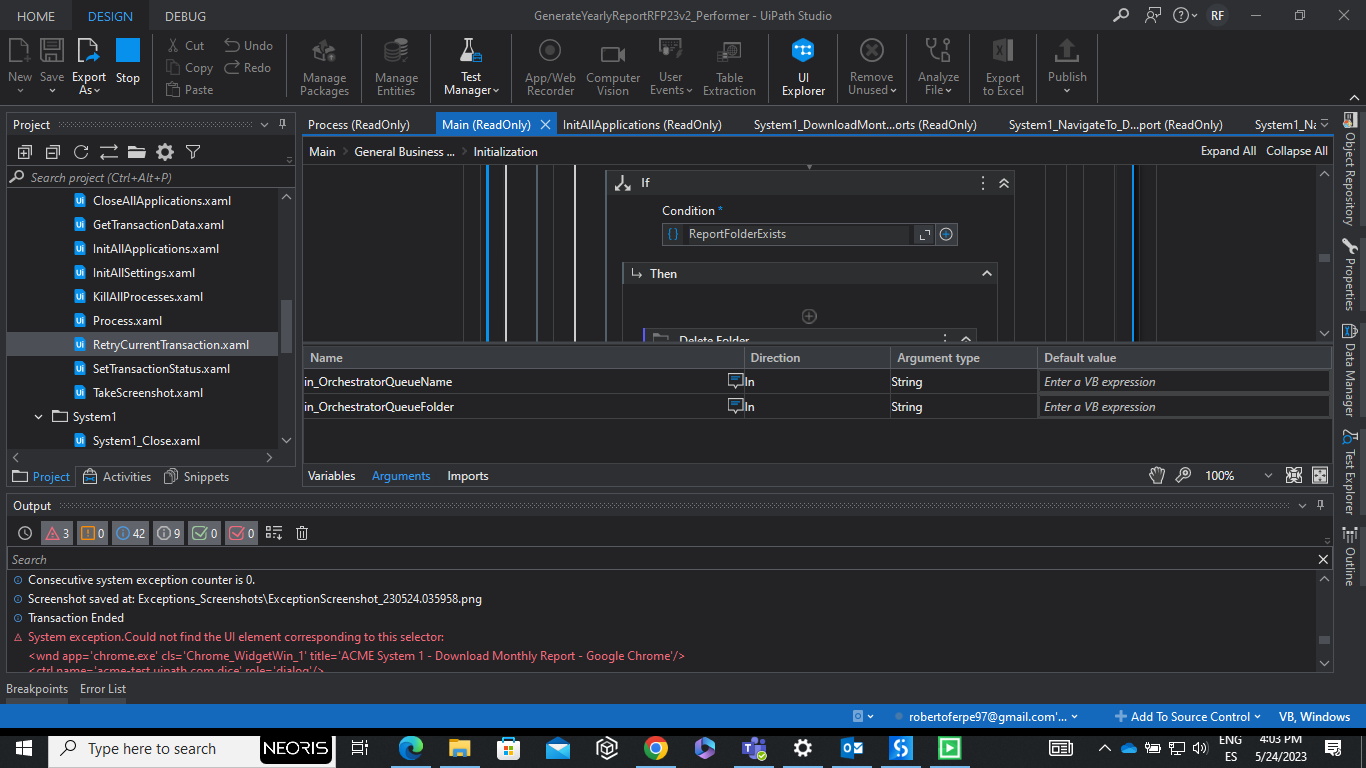 HOME DESIGN DEBUG GenerateYearlyReportRFP23v2_Performer - UiPath Studio RF
New Save Export As Stop
Cut Copy Paste Undo Redo
Manage Packages
Manage Entities
Test Manager
App/Web Recorder
Computer Vision
User Events
Table Extraction
UI Explorer
Remove Unused
Analyze File
Export to Excel
Publish
Project
Process (ReadOnly) Main (ReadOnly) InitAllApplications (ReadOnly) System1_DownloadMont...orts (ReadOnly) System1_NavigateTo_D...port (ReadOnly) System1_Na
Main > General Business ... > Initialization Expand All Collapse All
Search project (Ctrl+Alt+P)
CloseAllApplications.xaml
GetTransactionData.xaml
InitAllApplications.xaml
InitAllSettings.xaml
KillAllProcesses.xaml
Process.xaml
RetryCurrentTransaction.xaml
SetTransactionStatus.xaml
TakeScreenshot.xaml
System1
System1_Close.xaml
Project Activities Snippets
If
Condition *
ReportFolderExists
Then
Delete Folder
Name Direction Argument type Default value
in_OrchestratorQueueName In String Enter a VB expression
in_OrchestratorQueueFolder In String Enter a VB expression
Variables Arguments Imports 100%
Object Repository
Properties
Data Manager
Test Explorer
Outline
Output
3 0 42 9 0 0
Search
Consecutive system exception counter is 0.
Screenshot saved at: Exceptions_Screenshots\ExceptionScreenshot_230524.035958.png
Transaction Ended
System exception.Could not find the UI element corresponding to this selector:
<wnd app='chrome.exe' cls='Chrome_WidgetWin_1' title='ACME System 1 - Download Monthly Report - Google Chrome'/>
<ctrl name='acme-test.uipath.com dice' role='dialog'/>
Breakpoints Error List
robertoferpe97@gmail.com'... Add To Source Control VB, Windows
Type here to search NEORIS
ENG
ES
4:03 PM
5/24/2023